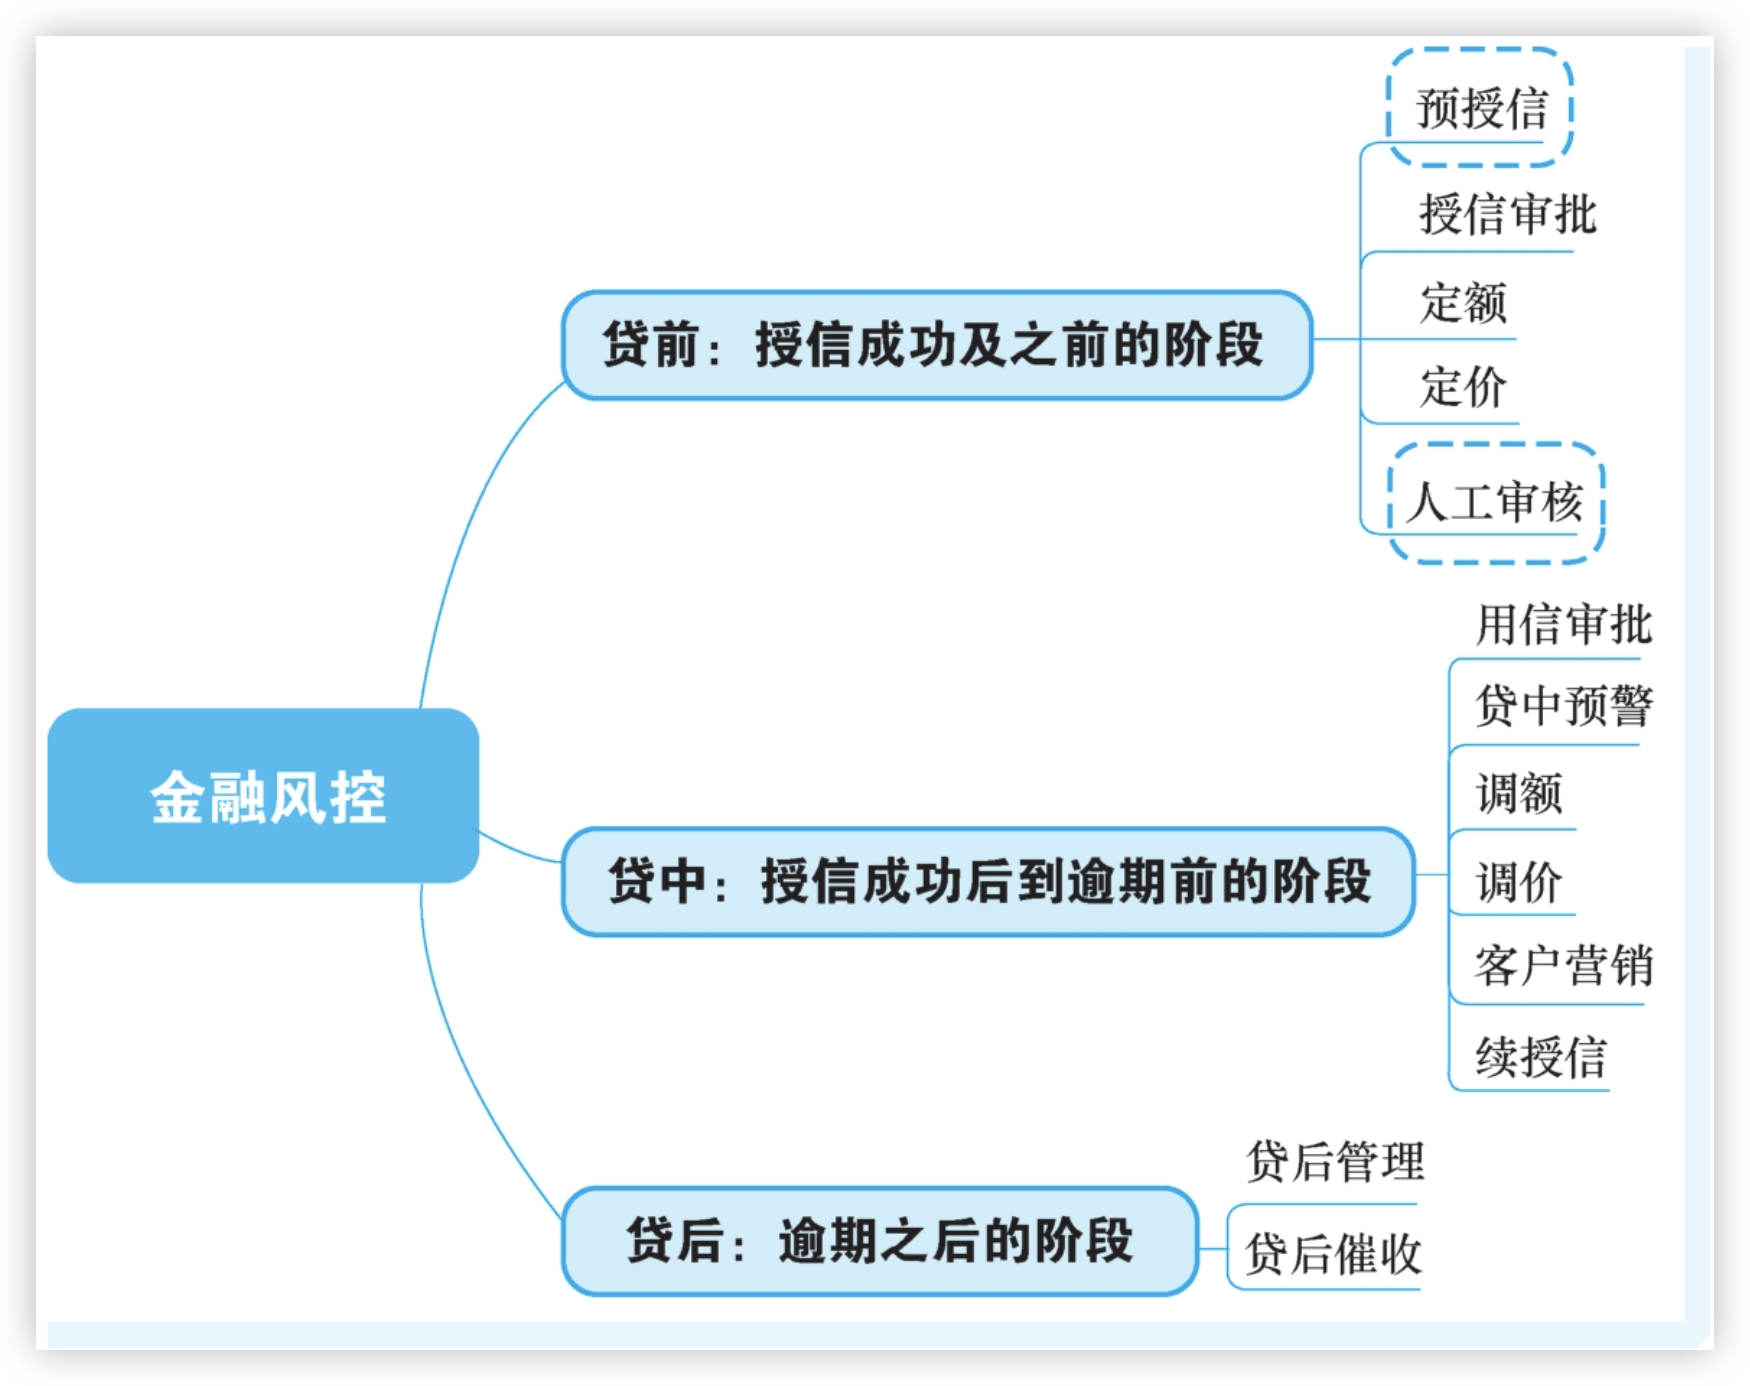 金融风控
贷前：授信成功及之前的阶段
预授信
授信审批
定额
定价
人工审核
贷中：授信成功后到逾期前的阶段
用信审批
贷中预警
调额
调价
客户营销
续授信
贷后：逾期之后的阶段
贷后管理
贷后催收